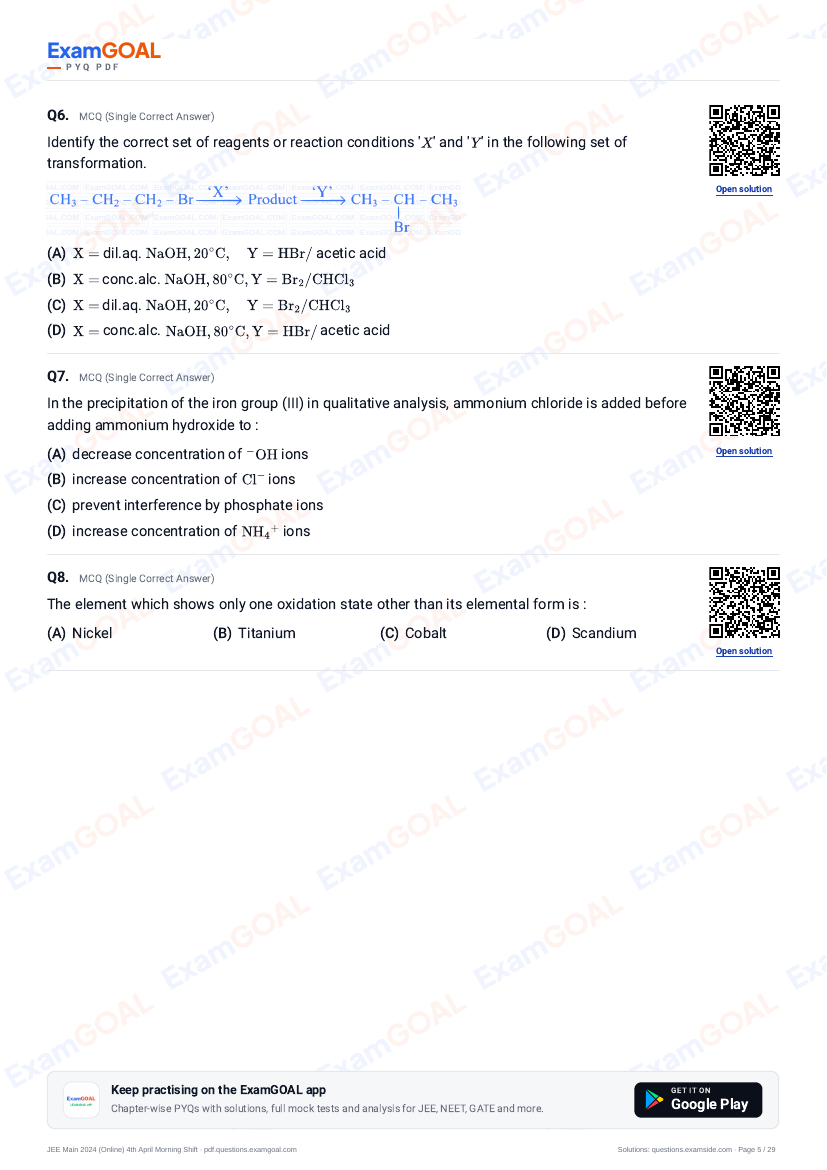 ExamGOAL
PYQ PDF
Q6. MCQ (Single Correct Answer)
Identify the correct set of reagents or reaction conditions 'X' and 'Y' in the following set of
transformation.
CH₃ – CH₂ – CH₂ – Br —'X'→ Product —'Y'→ CH₃ – CH – CH₃
|
Br
(A) X = dil.aq. NaOH, 20°C, Y = HBr/ acetic acid
(B) X = conc.alc. NaOH, 80°C, Y = Br₂/CHCl₃
(C) X = dil.aq. NaOH, 20°C, Y = Br₂/CHCl₃
(D) X = conc.alc. NaOH, 80°C, Y = HBr/ acetic acid
Open solution
Q7. MCQ (Single Correct Answer)
In the precipitation of the iron group (III) in qualitative analysis, ammonium chloride is added before
adding ammonium hydroxide to :
(A) decrease concentration of ⁻OH ions
(B) increase concentration of Cl⁻ ions
(C) prevent interference by phosphate ions
(D) increase concentration of NH₄⁺ ions
Open solution
Q8. MCQ (Single Correct Answer)
The element which shows only one oxidation state other than its elemental form is :
(A) Nickel (B) Titanium (C) Cobalt (D) Scandium
Open solution
ExamGOAL
Keep practising on the ExamGOAL app
Chapter-wise PYQs with solutions, full mock tests and analysis for JEE, NEET, GATE and more.
GET IT ON
Google Play
JEE Main 2024 (Online) 4th April Morning Shift · pdf.questions.examgoal.com
Solutions: questions.examside.com · Page 5 / 29